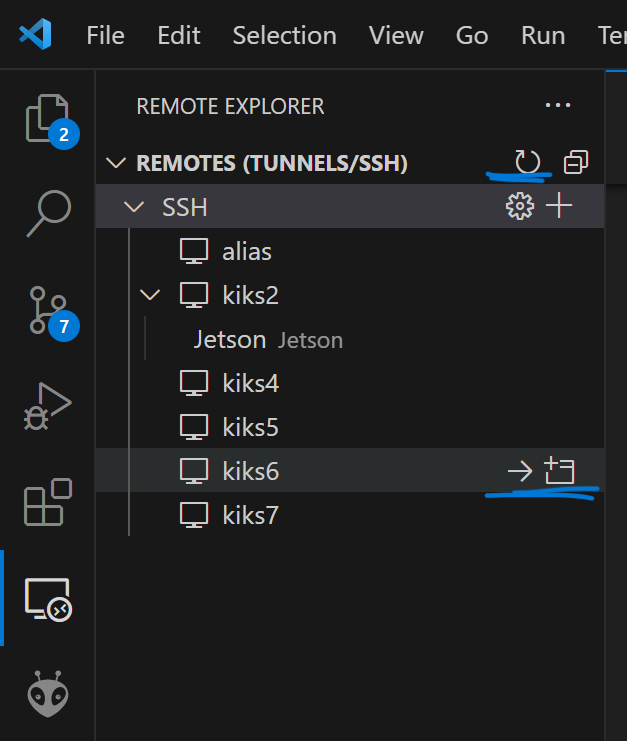 File Edit Selection View Go Run Ter
REMOTE EXPLORER
2
REMOTES (TUNNELS/SSH)
SSH
alias
kiks2
7
Jetson Jetson
kiks4
kiks5
kiks6
kiks7